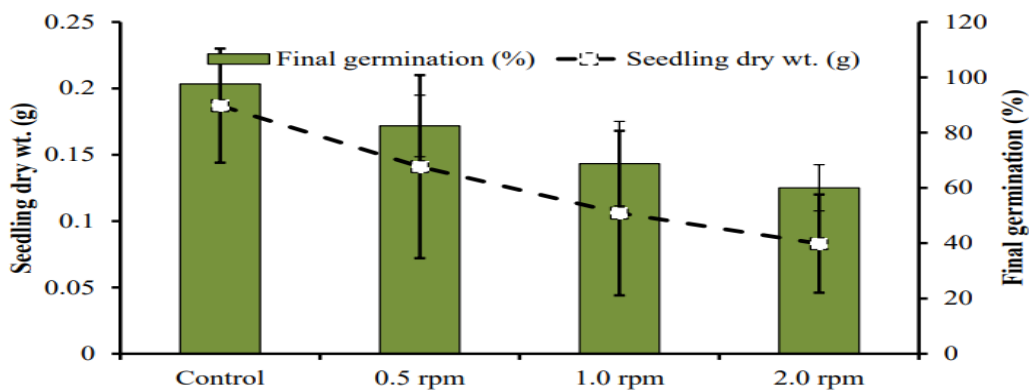 0.25
0.2
0.15
0.1
0.05
0
Seedling dry wt. (g)
Final germination (%)
Seedling dry wt. (g)
120
100
80
60
40
20
0
Final germination (%)
Control
0.5 rpm
1.0 rpm
2.0 rpm